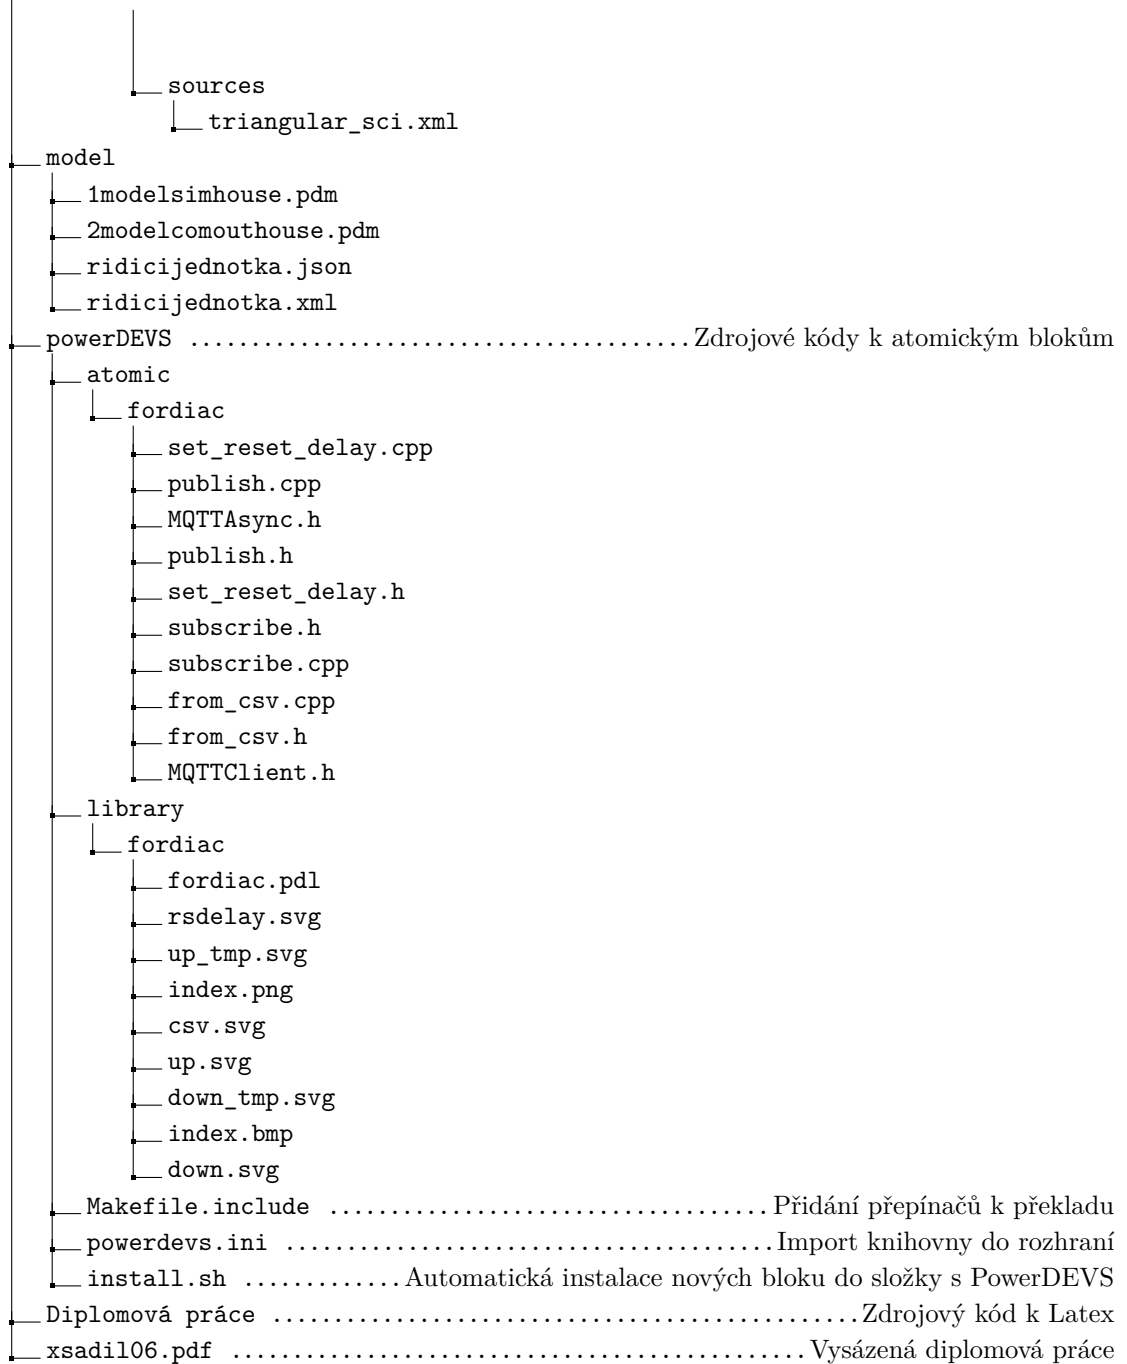 sources
triangular_sci.xml
model
1modelsimhouse.pdm
2modelcomouthouse.pdm
ridicijednotka.json
ridicijednotka.xml
powerDEVS ........................................ Zdrojové kódy k atomickým blokům
atomic
fordiac
set_reset_delay.cpp
publish.cpp
MQTTAsync.h
publish.h
set_reset_delay.h
subscribe.h
subscribe.cpp
from_csv.cpp
from_csv.h
MQTTClient.h
library
fordiac
fordiac.pdl
rsdelay.svg
up_tmp.svg
index.png
csv.svg
up.svg
down_tmp.svg
index.bmp
down.svg
Makefile.include ................................... Přidání přepínačů k překladu
powerdevs.ini ....................................... Import knihovny do rozhraní
install.sh ............. Automatická instalace nových bloku do složky s PowerDEVS
Diplomová práce ............................................... Zdrojový kód k Latex
xsadil06.pdf .............................................. Vysázená diplomová práce